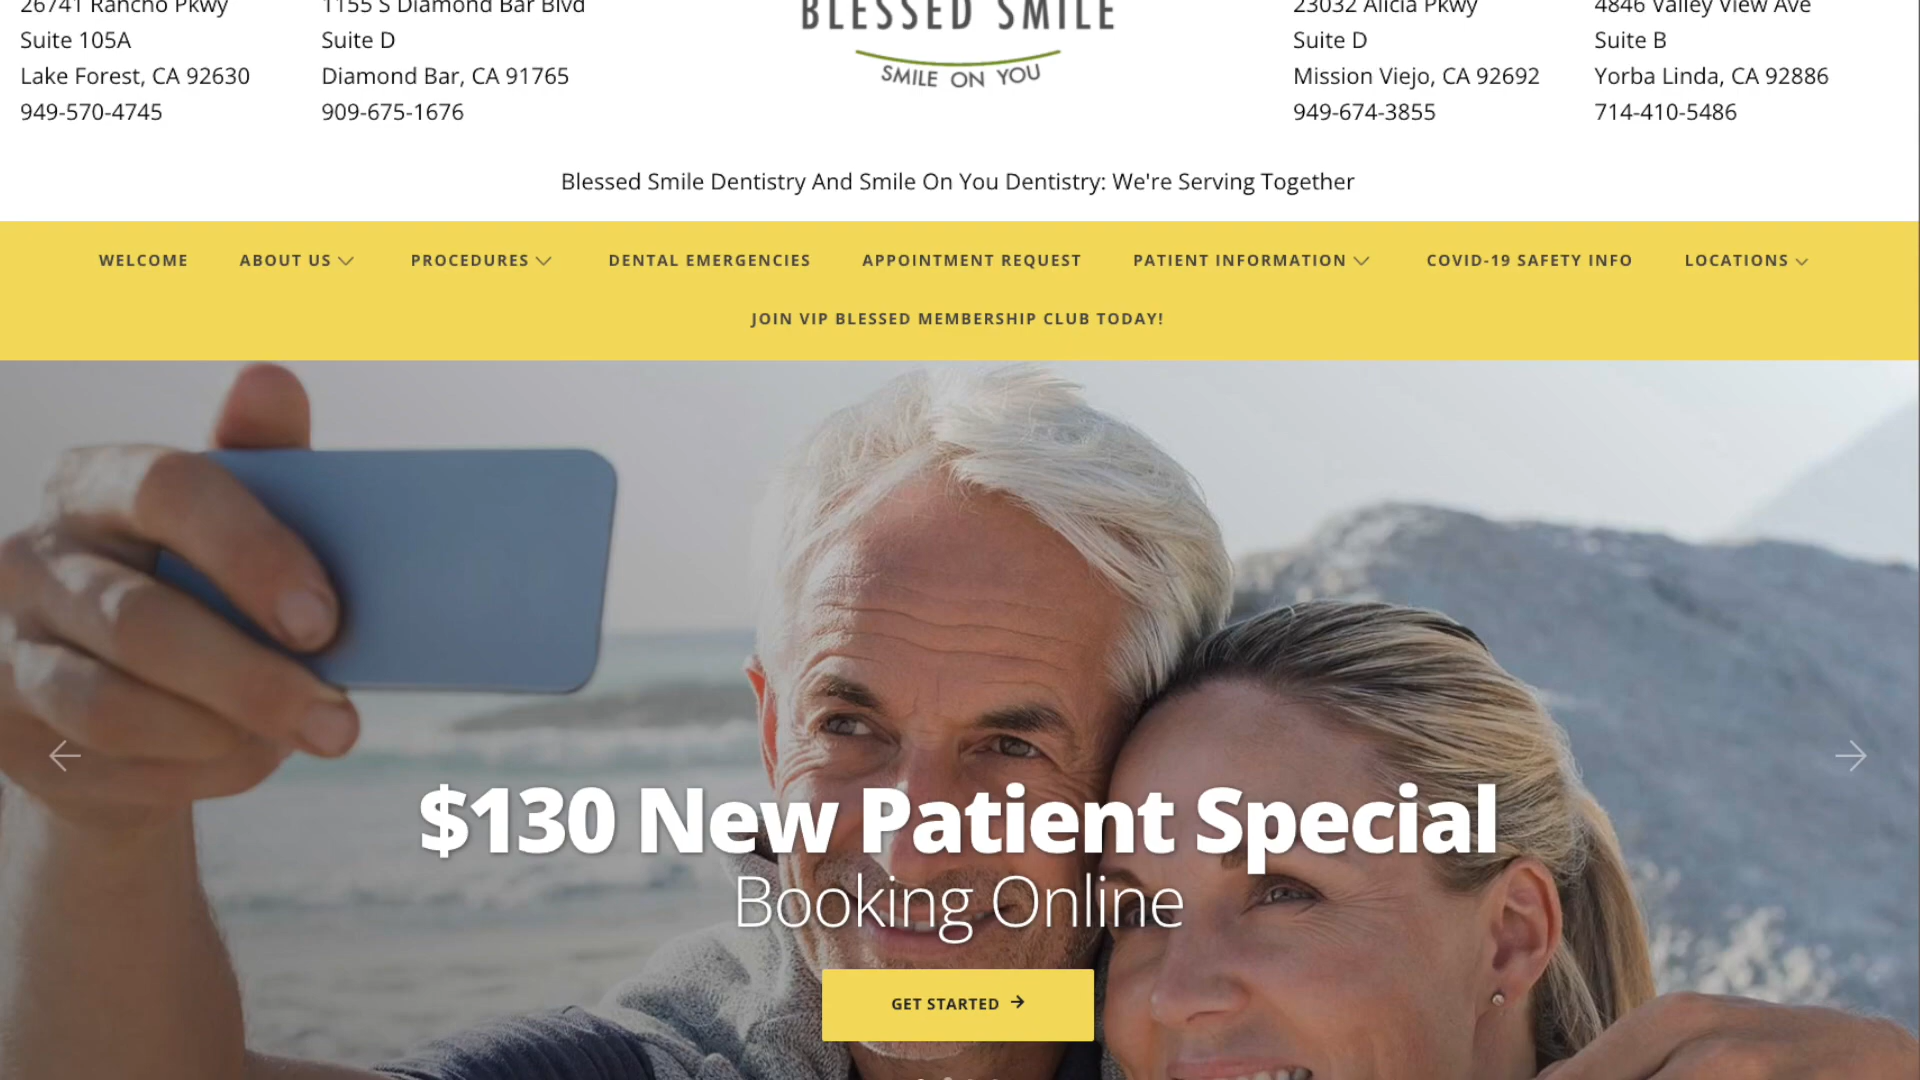 26741 Rancho Pkwy
Suite 105A
Lake Forest, CA 92630
949-570-4745
1155 S Diamond Bar Blvd
Suite D
Diamond Bar, CA 91765
909-675-1676
BLESSED SMILE
SMILE ON YOU
23032 Alicia Pkwy
Suite D
Mission Viejo, CA 92692
949-674-3855
4846 Valley View Ave
Suite B
Yorba Linda, CA 92886
714-410-5486
Blessed Smile Dentistry And Smile On You Dentistry: We're Serving Together
WELCOME ABOUT US PROCEDURES DENTAL EMERGENCIES APPOINTMENT REQUEST PATIENT INFORMATION COVID-19 SAFETY INFO LOCATIONS
JOIN VIP BLESSED MEMBERSHIP CLUB TODAY!
$130 New Patient Special
Booking Online
GET STARTED